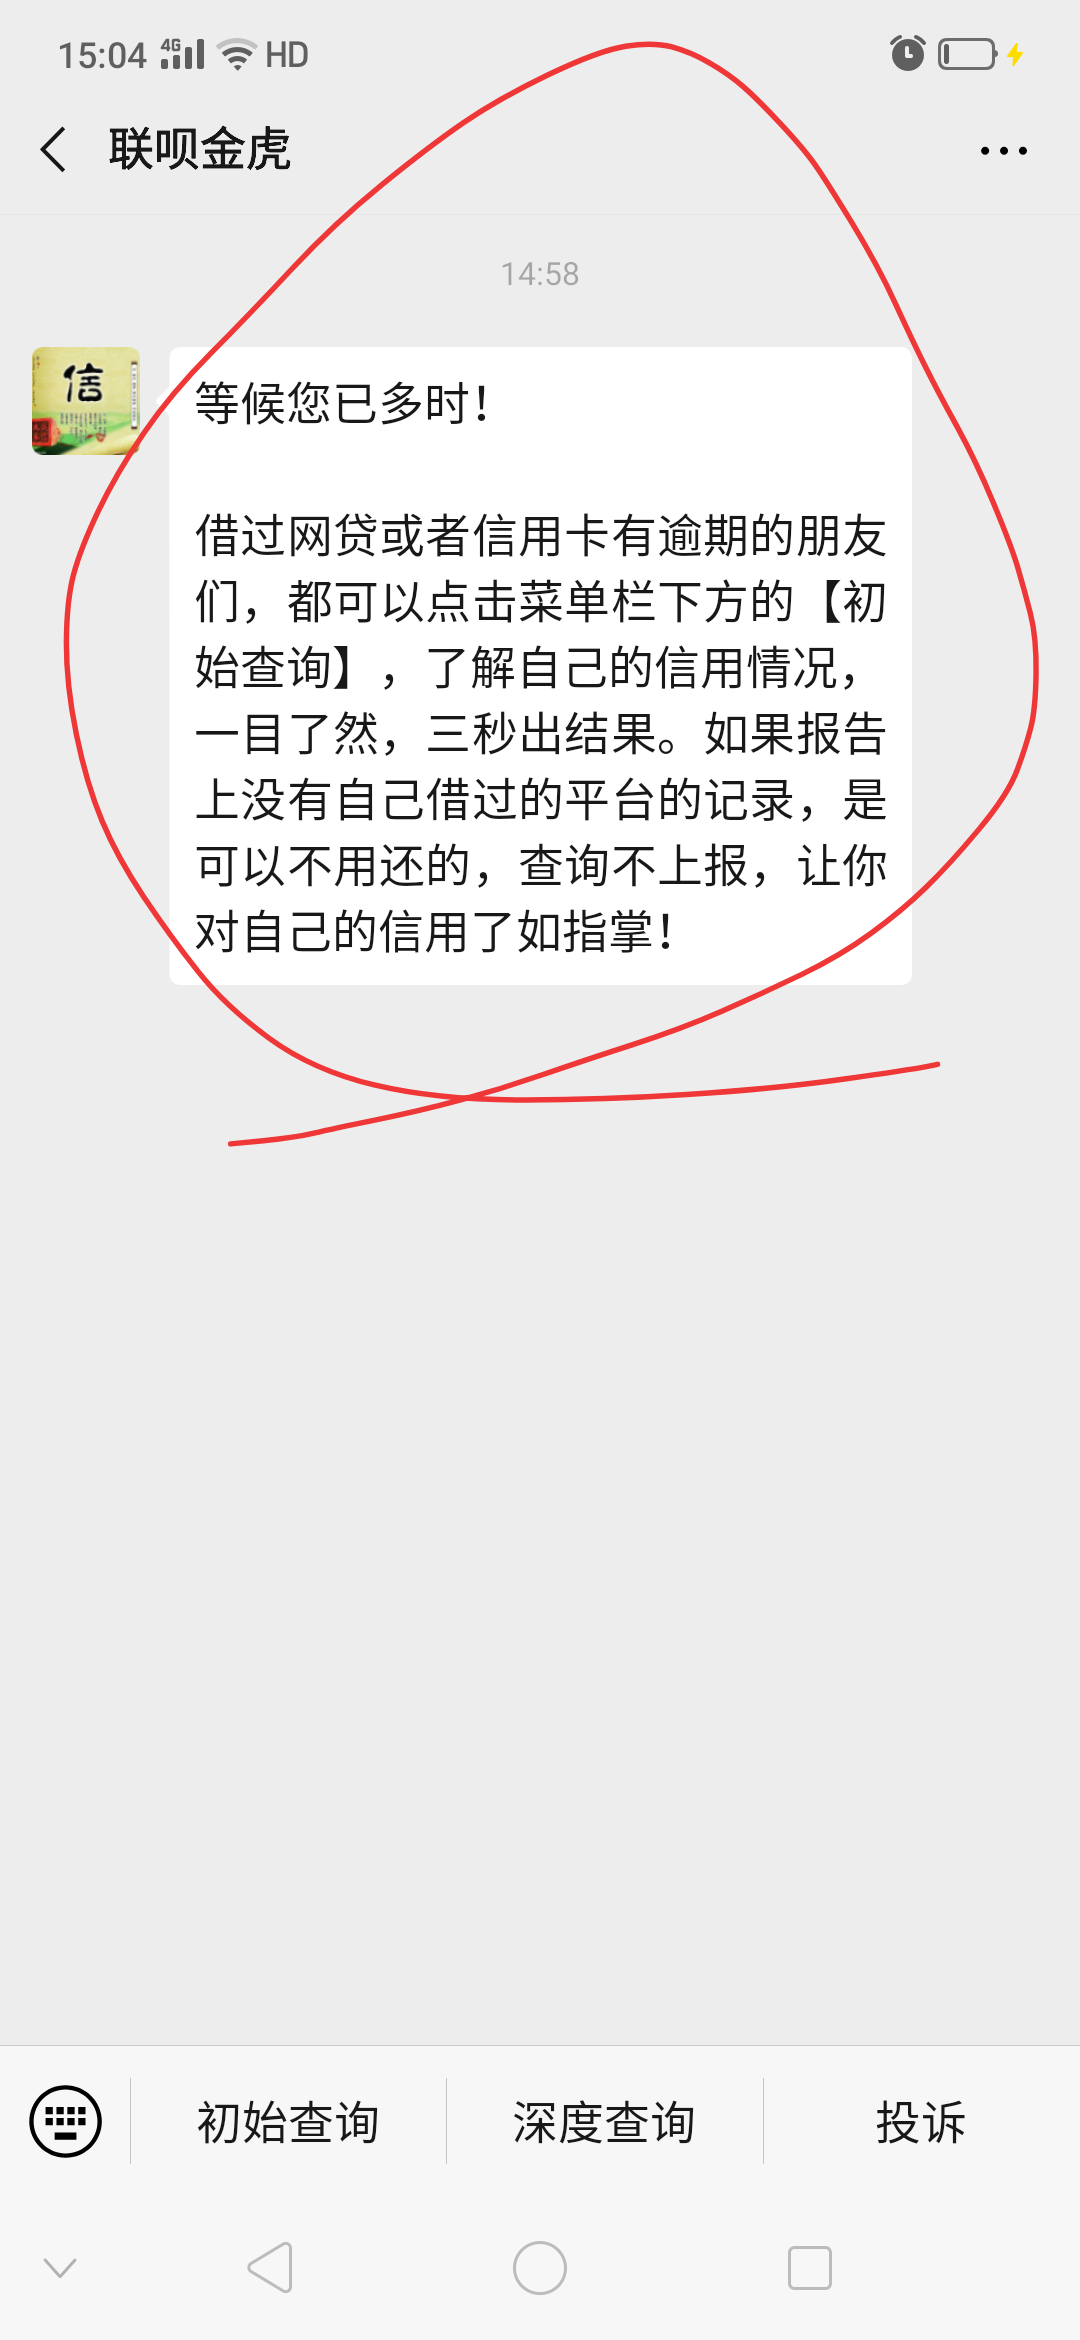 15:04 4G HD
联呗金虎
14:58
信
等候您已多时！
借过网贷或者信用卡有逾期的朋友
们，都可以点击菜单栏下方的【初
始查询】，了解自己的信用情况，
一目了然，三秒出结果。如果报告
上没有自己借过的平台的记录，是
可以不用还的，查询不上报，让你
对自己的信用了如指掌！
初始查询 深度查询 投诉